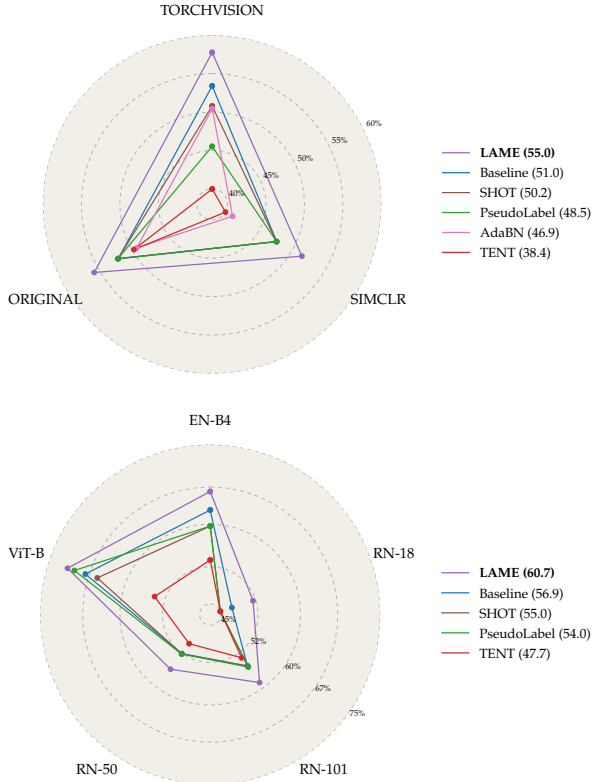 TORCHVISION
60%
55%
50%
45%
40%
ORIGINAL
SIMCLR
LAME (55.0)
Baseline (51.0)
SHOT (50.2)
PseudoLabel (48.5)
AdaBN (46.9)
TENT (38.4)
EN-B4
ViT-B
RN-18
45%
52%
60%
67%
75%
RN-50
RN-101
LAME (60.7)
Baseline (56.9)
SHOT (55.0)
PseudoLabel (54.0)
TENT (47.7)